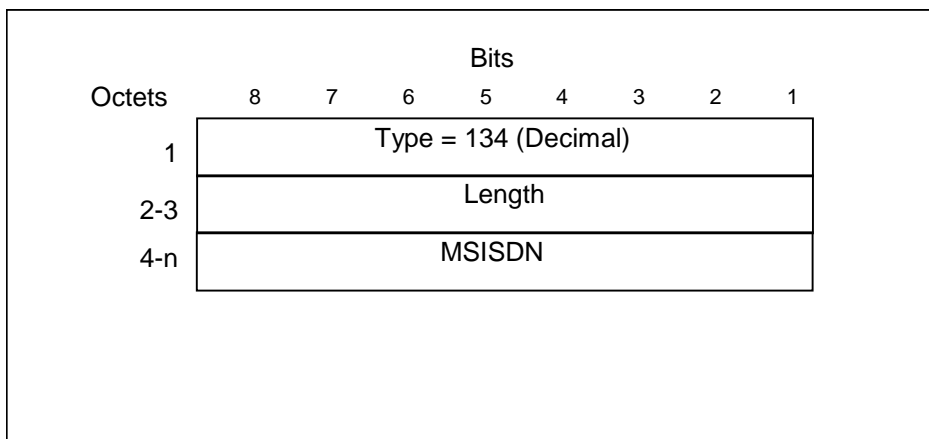 Bits
Octets 8 7 6 5 4 3 2 1
1 Type = 134 (Decimal)
2-3 Length
4-n MSISDN